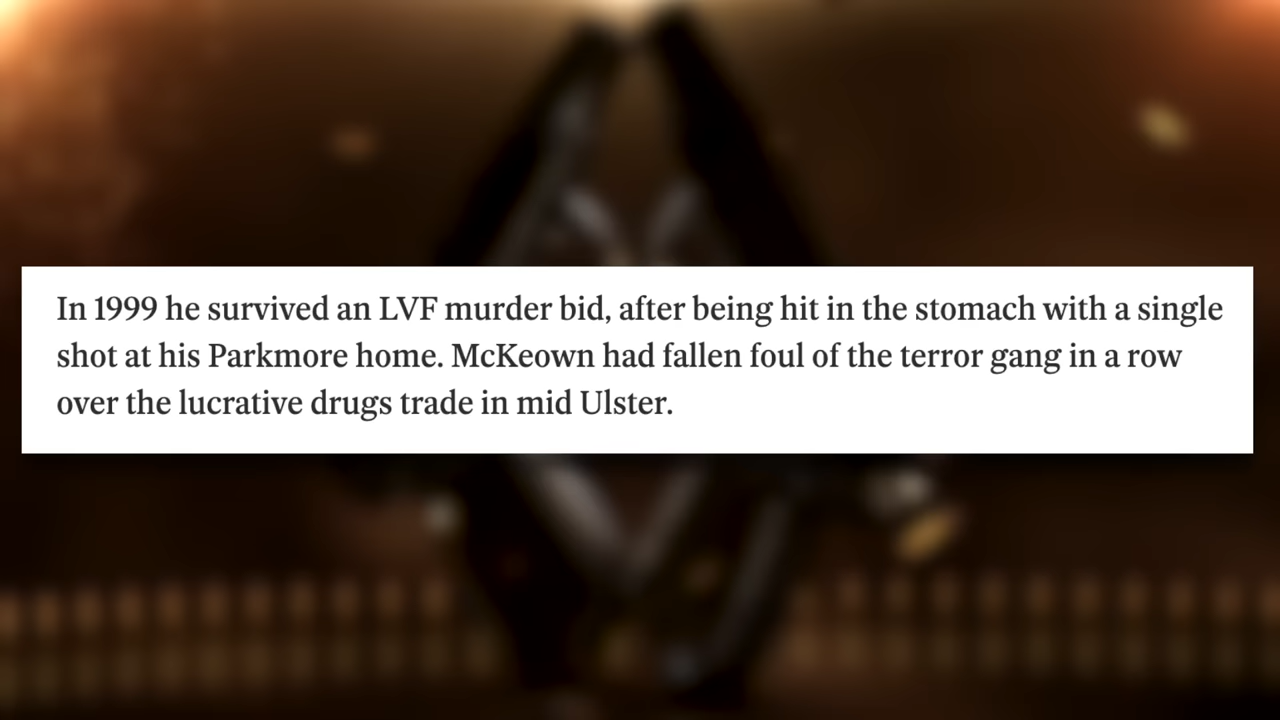 In 1999 he survived an LVF murder bid, after being hit in the stomach with a single
shot at his Parkmore home. McKeown had fallen foul of the terror gang in a row
over the lucrative drugs trade in mid Ulster.